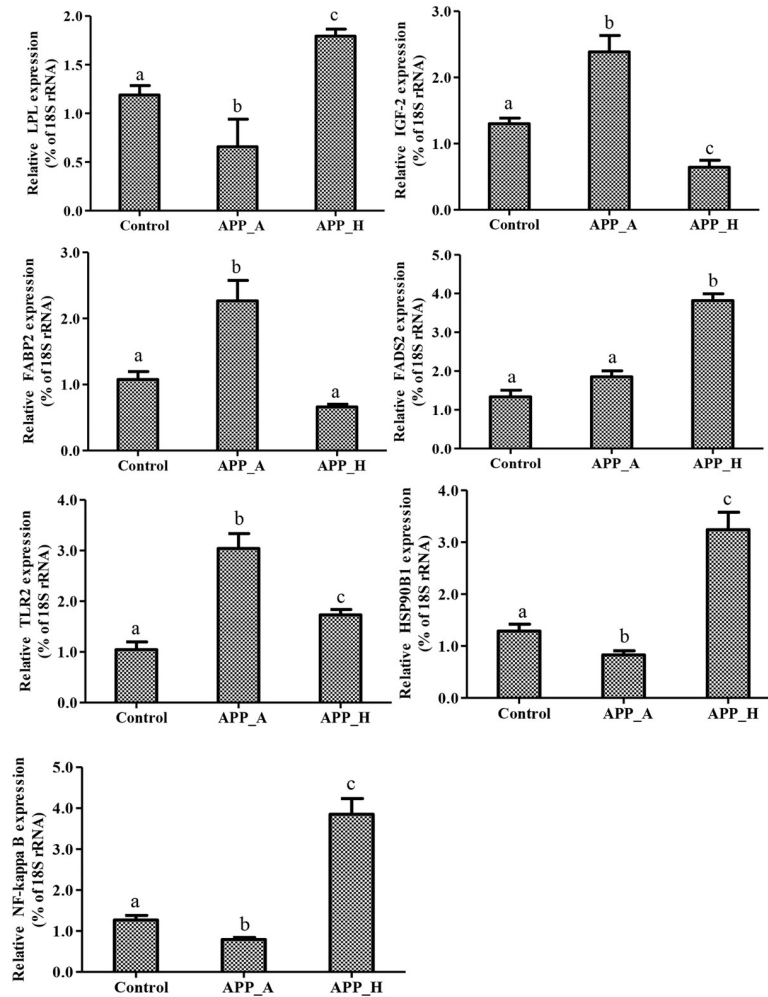 Relative LPL expression
(% of 18S rRNA)
2.0
1.5
1.0
0.5
0.0
a
b
c
Control
APP_A
APP_H
Relative IGF-2 expression
(% of 18S rRNA)
3.0
2.0
1.0
0.0
a
b
c
Control
APP_A
APP_H
Relative FABP2 expression
(% of 18S rRNA)
3.0
2.0
1.0
0.0
a
b
a
Control
APP_A
APP_H
Relative FADS2 expression
(% of 18S rRNA)
5.0
4.0
3.0
2.0
1.0
0.0
a
a
b
Control
APP_A
APP_H
Relative TLR2 expression
(% of 18S rRNA)
4.0
3.0
2.0
1.0
0.0
a
b
c
Control
APP_A
APP_H
Relative HSP90B1 expression
(% of 18S rRNA)
4.0
3.0
2.0
1.0
0.0
a
b
c
Control
APP_A
APP_H
Relative NF-kappa B expression
(% of 18S rRNA)
5.0
4.0
3.0
2.0
1.0
0.0
a
b
c
Control
APP_A
APP_H